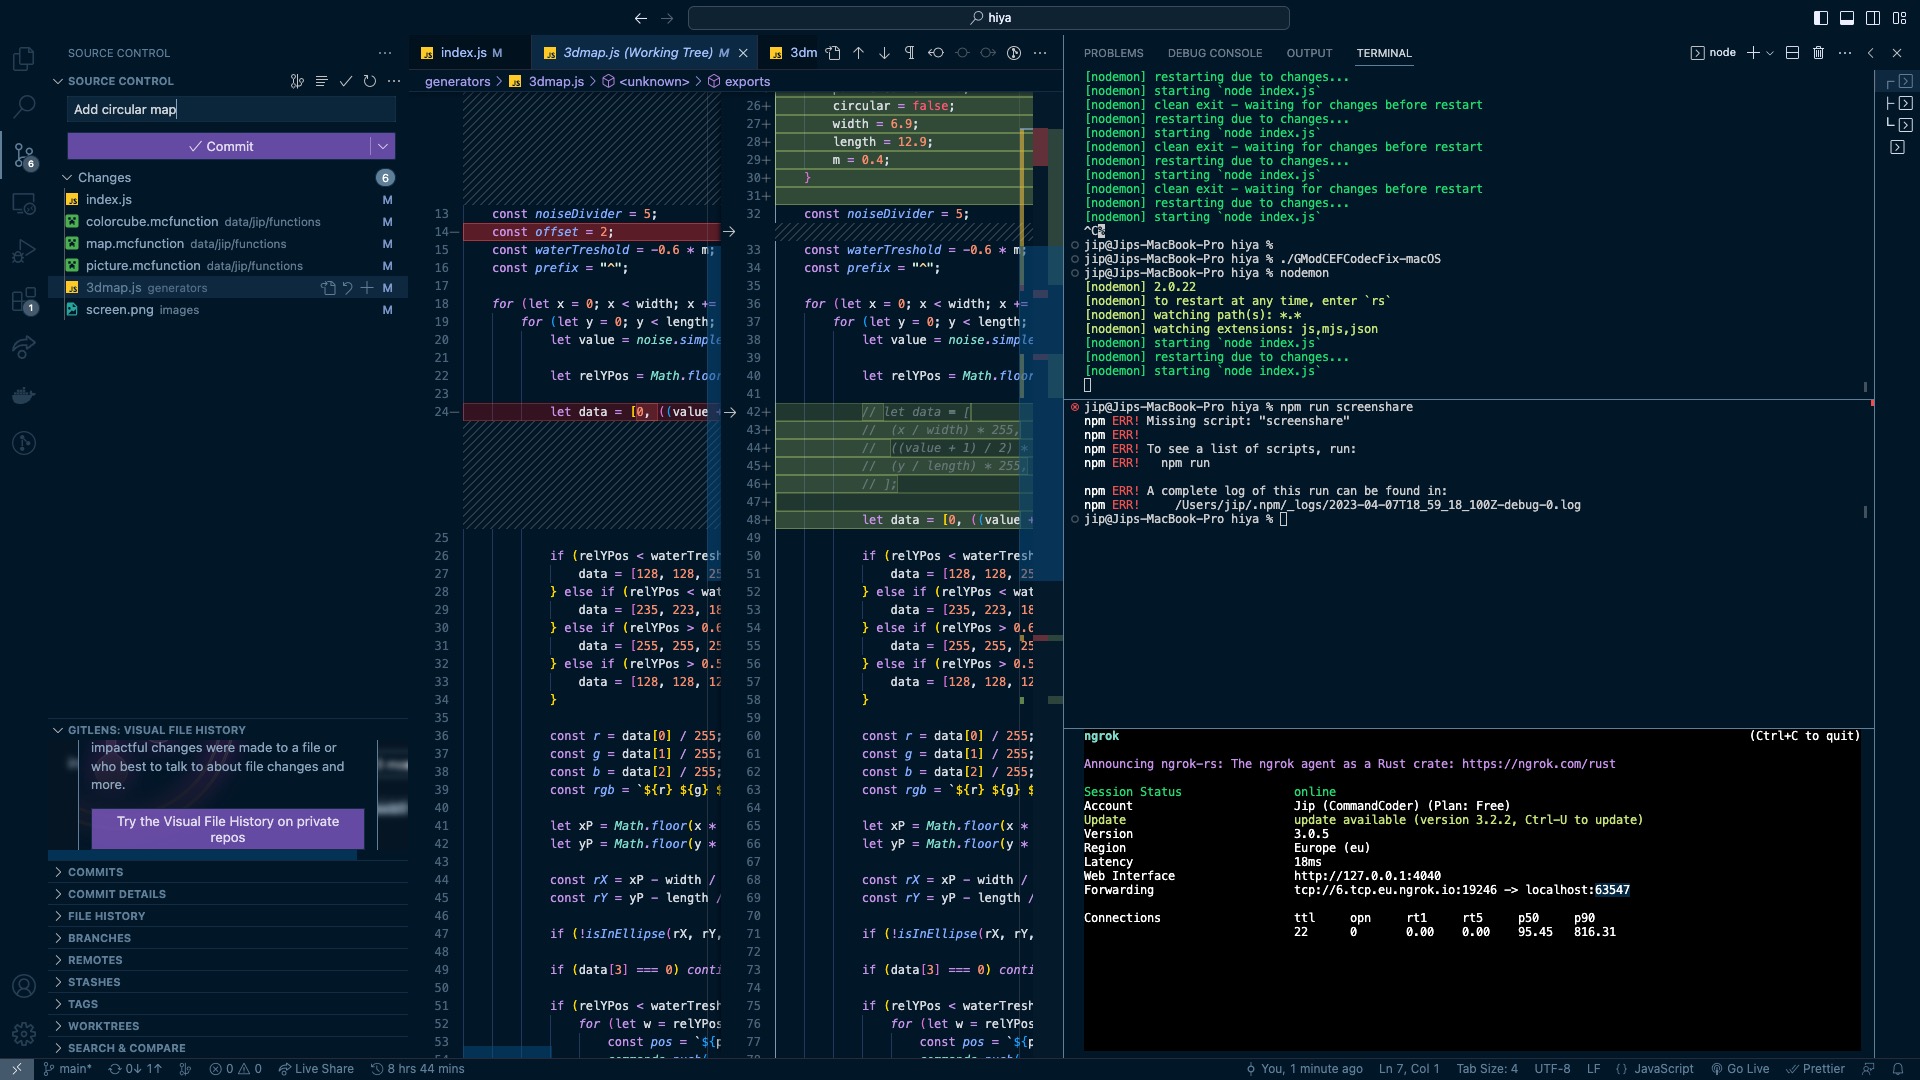 hiya
SOURCE CONTROL
SOURCE CONTROL
Add circular map
Commit
Changes 6
index.js M
colorcube.mcfunction data/jip/functions M
map.mcfunction data/jip/functions M
picture.mcfunction data/jip/functions M
3dmap.js generators M
screen.png images M
6
1
GITLENS: VISUAL FILE HISTORY
impactful changes were made to a file or
who best to talk to about file changes and
more.
Try the Visual File History on private
repos
COMMITS
COMMIT DETAILS
FILE HISTORY
BRANCHES
REMOTES
STASHES
TAGS
WORKTREES
SEARCH & COMPARE
index.js M 3dmap.js (Working Tree) M 3dm
generators 3dmap.js <unknown> exports
13 const noiseDivider = 5;
14— const offset = 2;
15 const waterTreshold = -0.6 * m;
16 const prefix = "^";
17
18 for (let x = 0; x < width; x +=
19 for (let y = 0; y < length;
20 let value = noise.simple
21
22 let relYPos = Math.floor
23
24— let data = [0, ((value
25
26 if (relYPos < waterTresh
27 data = [128, 128, 25
28 } else if (relYPos < wat
29 data = [235, 223, 18
30 } else if (relYPos > 0.6
31 data = [255, 255, 25
32 } else if (relYPos > 0.5
33 data = [128, 128, 12
34 }
35
36 const r = data[0] / 255;
37 const g = data[1] / 255;
38 const b = data[2] / 255;
39 const rgb = `${r} ${g} $
40
41 let xP = Math.floor(x *
42 let yP = Math.floor(y *
43
44 const rX = xP - width /
45 const rY = yP - length /
46
47 if (!isInEllipse(rX, rY,
48
49 if (data[3] === 0) conti
50
51 if (relYPos < waterTresh
52 for (let w = relYPos
53 const pos = `${p
26+ circular = false;
27+ width = 6.9;
28+ length = 12.9;
29+ m = 0.4;
30+ }
31+
32 const noiseDivider = 5;
33 const waterTreshold = -0.6 * m;
34 const prefix = "^";
35
36 for (let x = 0; x < width; x +=
37 for (let y = 0; y < length;
38 let value = noise.simple
39
40 let relYPos = Math.floor
41
42+ // let data = [
43+ // (x / width) * 255,
44+ // ((value + 1) / 2) *
45+ // (y / length) * 255,
46+ // ];
47+
48+ let data = [0, ((value +
49
50 if (relYPos < waterTresh
51 data = [128, 128, 25
52 } else if (relYPos < wat
53 data = [235, 223, 18
54 } else if (relYPos > 0.6
55 data = [255, 255, 25
56 } else if (relYPos > 0.5
57 data = [128, 128, 12
58 }
59
60 const r = data[0] / 255;
61 const g = data[1] / 255;
62 const b = data[2] / 255;
63 const rgb = `${r} ${g} $
64
65 let xP = Math.floor(x *
66 let yP = Math.floor(y *
67
68 const rX = xP - width /
69 const rY = yP - length /
70
71 if (!isInEllipse(rX, rY,
72
73 if (data[3] === 0) conti
74
75 if (relYPos < waterTresh
76 for (let w = relYPos
77 const pos = `${p
PROBLEMS DEBUG CONSOLE OUTPUT TERMINAL node
[nodemon] restarting due to changes...
[nodemon] starting `node index.js`
[nodemon] clean exit - waiting for changes before restart
[nodemon] restarting due to changes...
[nodemon] starting `node index.js`
[nodemon] clean exit - waiting for changes before restart
[nodemon] restarting due to changes...
[nodemon] starting `node index.js`
[nodemon] clean exit - waiting for changes before restart
[nodemon] restarting due to changes...
[nodemon] starting `node index.js`
^C%
jip@Jips-MacBook-Pro hiya %
jip@Jips-MacBook-Pro hiya % ./GModCEFCodecFix-macOS
jip@Jips-MacBook-Pro hiya % nodemon
[nodemon] 2.0.22
[nodemon] to restart at any time, enter `rs`
[nodemon] watching path(s): *.*
[nodemon] watching extensions: js,mjs,json
[nodemon] starting `node index.js`
[nodemon] restarting due to changes...
[nodemon] starting `node index.js`
jip@Jips-MacBook-Pro hiya % npm run screenshare
npm ERR! Missing script: "screenshare"
npm ERR!
npm ERR! To see a list of scripts, run:
npm ERR! npm run
npm ERR! A complete log of this run can be found in:
npm ERR! /Users/jip/.npm/_logs/2023-04-07T18_59_18_100Z-debug-0.log
jip@Jips-MacBook-Pro hiya %
ngrok (Ctrl+C to quit)
Announcing ngrok-rs: The ngrok agent as a Rust crate: https://ngrok.com/rust
Session Status online
Account Jip (CommandCoder) (Plan: Free)
Update update available (version 3.2.2, Ctrl-U to update)
Version 3.0.5
Region Europe (eu)
Latency 18ms
Web Interface http://127.0.0.1:4040
Forwarding tcp://6.tcp.eu.ngrok.io:19246 -> localhost:63547
Connections ttl opn rt1 rt5 p50 p90
22 0 0.00 0.00 95.45 816.31
main* 0↓ 1↑ 0 0 Live Share 8 hrs 44 mins You, 1 minute ago Ln 7, Col 1 Tab Size: 4 UTF-8 LF {} JavaScript Go Live Prettier